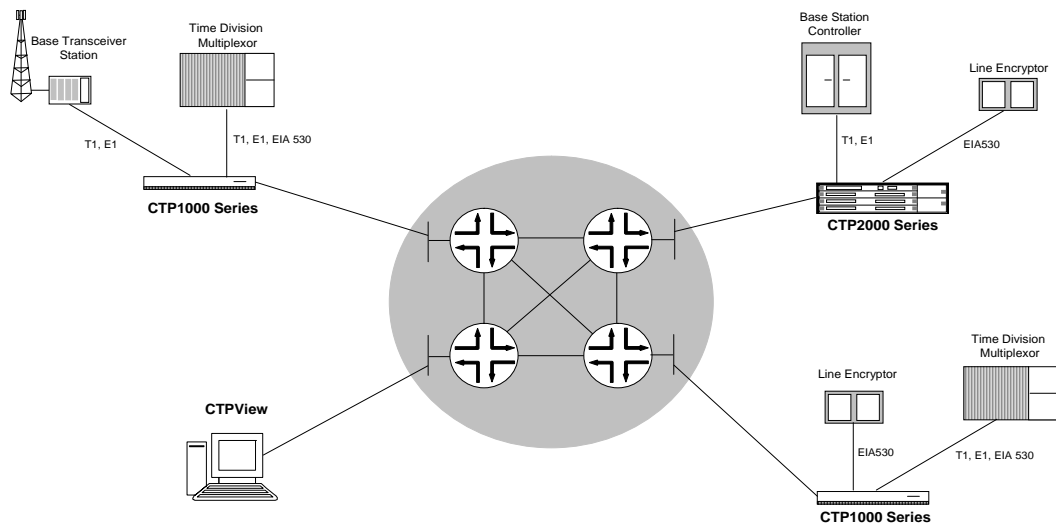 Base Transceiver
Station
Time Division
Multiplexor
T1, E1
T1, E1, EIA 530
CTP1000 Series
Base Station
Controller
Line Encryptor
T1, E1
EIA530
CTP2000 Series
CTPView
Line Encryptor
Time Division
Multiplexor
EIA530
T1, E1, EIA 530
CTP1000 Series